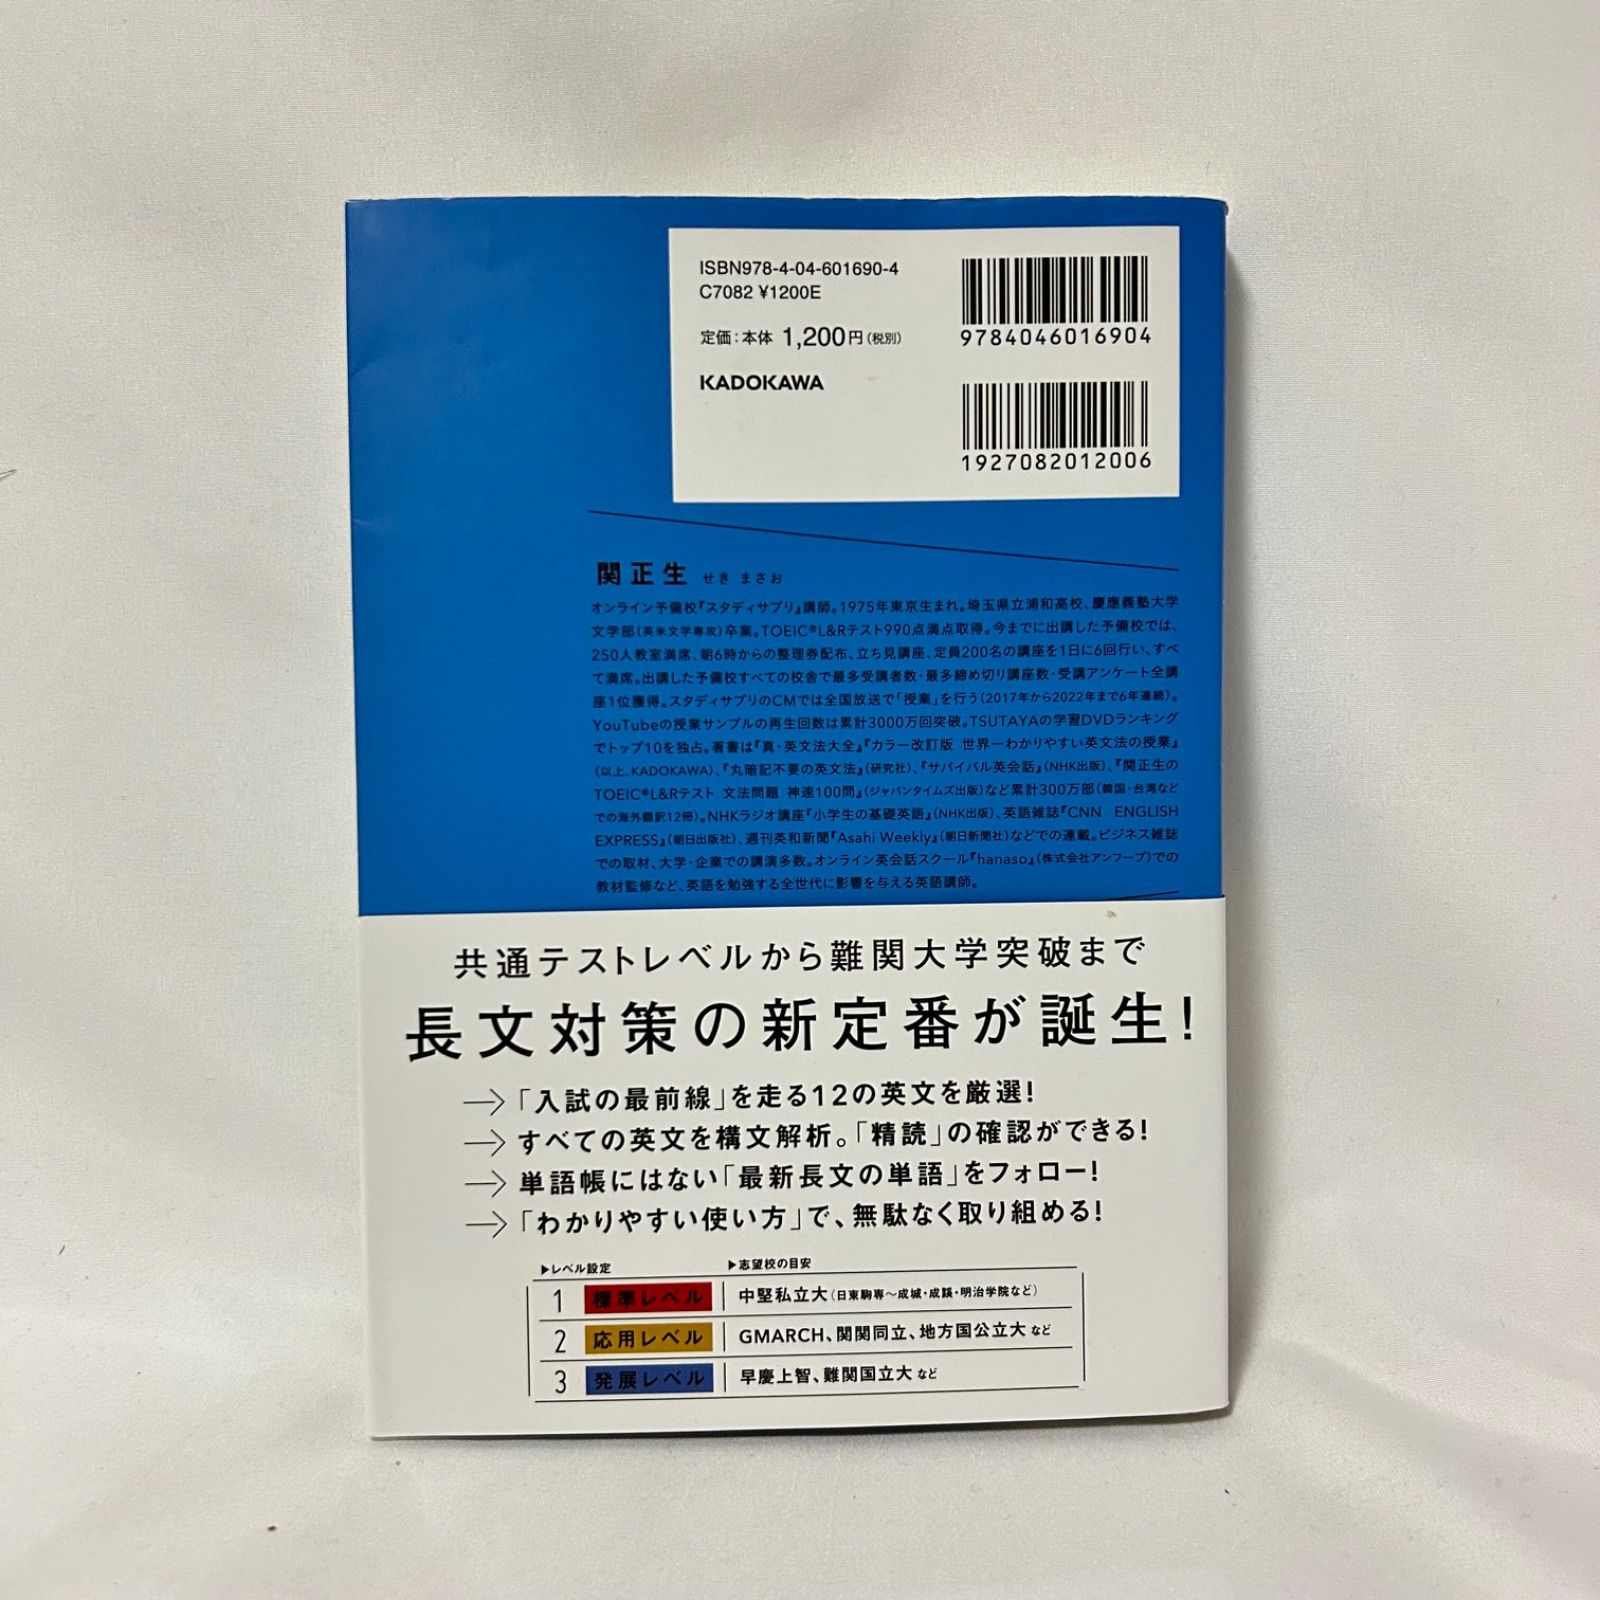 ISBN978-4-04-601690-4
C7082 ¥1200E
定価：本体 1,200円（税別）
KADOKAWA
9784046016904
1927082012006
関正生 せき まさお
オンライン予備校『スタディサプリ』講師。1975年東京生まれ。埼玉県立浦和高校、慶應義塾大学
文学部（英米文学専攻）卒業。TOEIC®L&Rテスト990点満点取得。今までに出講した予備校では、
250人教室満席、朝6時からの整理券配布、立ち見講座、定員200名の講座を1日に6回行い、すべ
て満席。出講した予備校すべての校舎で最多受講者数・最多締め切り講座数・受講アンケート全講
座1位獲得。スタディサプリのCMでは全国放送で「授業」を行う（2017年から2022年まで6年連続）。
YouTubeの授業サンプルの再生回数は累計3000万回突破。TSUTAYAの学習DVDランキング
でトップ10を独占。著書は『真・英文法大全』『カラー改訂版 世界一わかりやすい英文法の授業』
（以上、KADOKAWA）、『丸暗記不要の英文法』（研究社）、『サバイバル英会話』（NHK出版）、『関正生の
TOEIC®L&Rテスト 文法問題 神速100問』（ジャパンタイムズ出版）など累計300万部（韓国・台湾など
での海外翻訳12冊）。NHKラジオ講座『小学生の基礎英語』（NHK出版）、英語雑誌『CNN ENGLISH
EXPRESS』（朝日出版社）、週刊英和新聞『Asahi Weekly』（朝日新聞社）などでの連載。ビジネス雑誌
での取材、大学・企業での講演多数。オンライン英会話スクール『hanaso』（株式会社アンフープ）での
教材監修など、英語を勉強する全世代に影響を与える英語講師。
共通テストレベルから難関大学突破まで
長文対策の新定番が誕生！
→「入試の最前線」を走る12の英文を厳選！
→すべての英文を構文解析。「精読」の確認ができる！
→単語帳にはない「最新長文の単語」をフォロー！
→「わかりやすい使い方」で、無駄なく取り組める！
▶レベル設定 ▶志望校の目安
1 標準レベル 中堅私立大（日東駒専～成城・成蹊・明治学院など）
2 応用レベル GMARCH、関関同立、地方国公立大 など
3 発展レベル 早慶上智、難関国立大 など